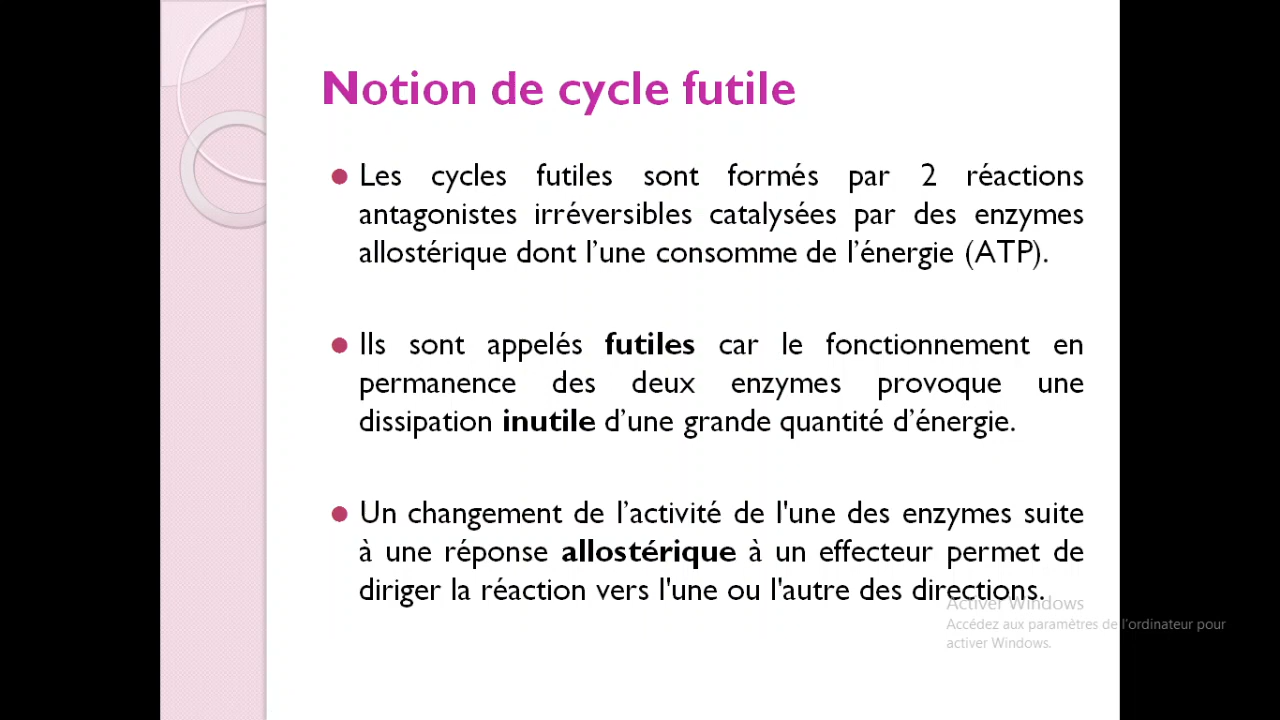 Notion de cycle futile
Les cycles futiles sont formés par 2 réactions
antagonistes irréversibles catalysées par des enzymes
allostérique dont l’une consomme de l’énergie (ATP).
Ils sont appelés futiles car le fonctionnement en
permanence des deux enzymes provoque une
dissipation inutile d’une grande quantité d’énergie.
Un changement de l’activité de l'une des enzymes suite
à une réponse allostérique à un effecteur permet de
diriger la réaction vers l'une ou l'autre des directions.
Activer Windows
Accédez aux paramètres de l'ordinateur pour
activer Windows.